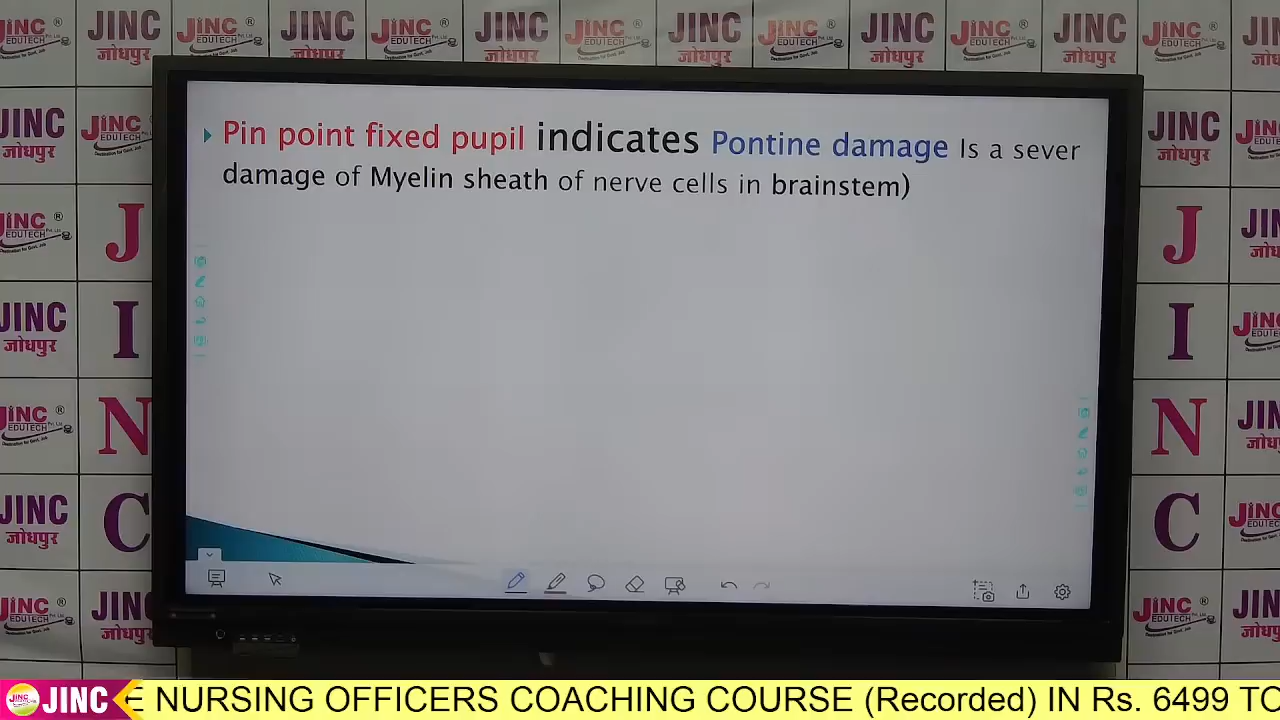 Pin point fixed pupil indicates Pontine damage Is a sever
damage of Myelin sheath of nerve cells in brainstem)
JINC
जोधपुर
JINC
EDUTECH
J
I
N
C
J
I
N
C
JINC E NURSING OFFICERS COACHING COURSE (Recorded) IN Rs. 6499 TO